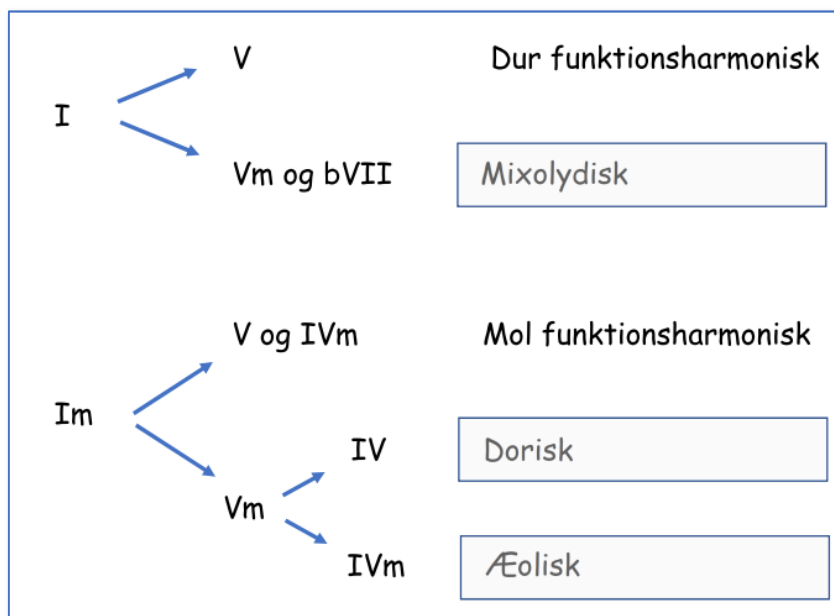 V Dur funktionsharmonisk
I
Vm og bVII Mixolydisk
V og IVm Mol funktionsharmonisk
Im
IV Dorisk
Vm
IVm Æolisk